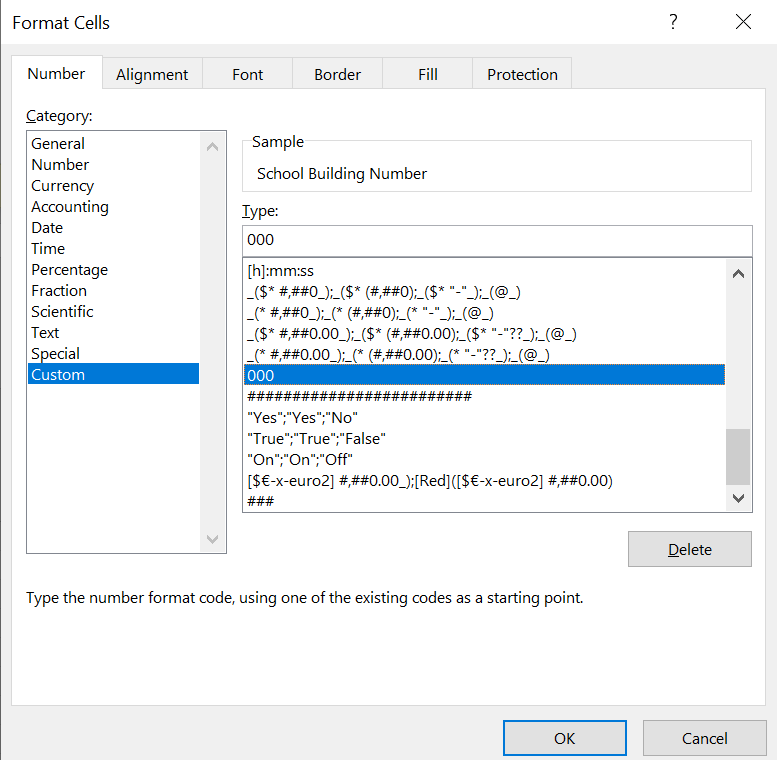 Format Cells
?
Number
Alignment
Font
Border
Fill
Protection
Category:
General
Number
Currency
Accounting
Date
Time
Percentage
Fraction
Scientific
Text
Special
Custom
Sample
School Building Number
Type:
000
[h]:mm:ss
_($* #,##0_);_($* (#,##0);_($* "-"_);_(@_)
_(* #,##0_);_(* (#,##0);_(* "-"_);_(@_)
_($* #,##0.00_);_($* (#,##0.00);_($* "-"??_);_(@_)
_(* #,##0.00_);_(* (#,##0.00);_(* "-"??_);_(@_)
000
#########################
"Yes";"Yes";"No"
"True";"True";"False"
"On";"On";"Off"
[$€-x-euro2] #,##0.00_);[Red]([$€-x-euro2] #,##0.00)
###
Delete
Type the number format code, using one of the existing codes as a starting point.
OK
Cancel